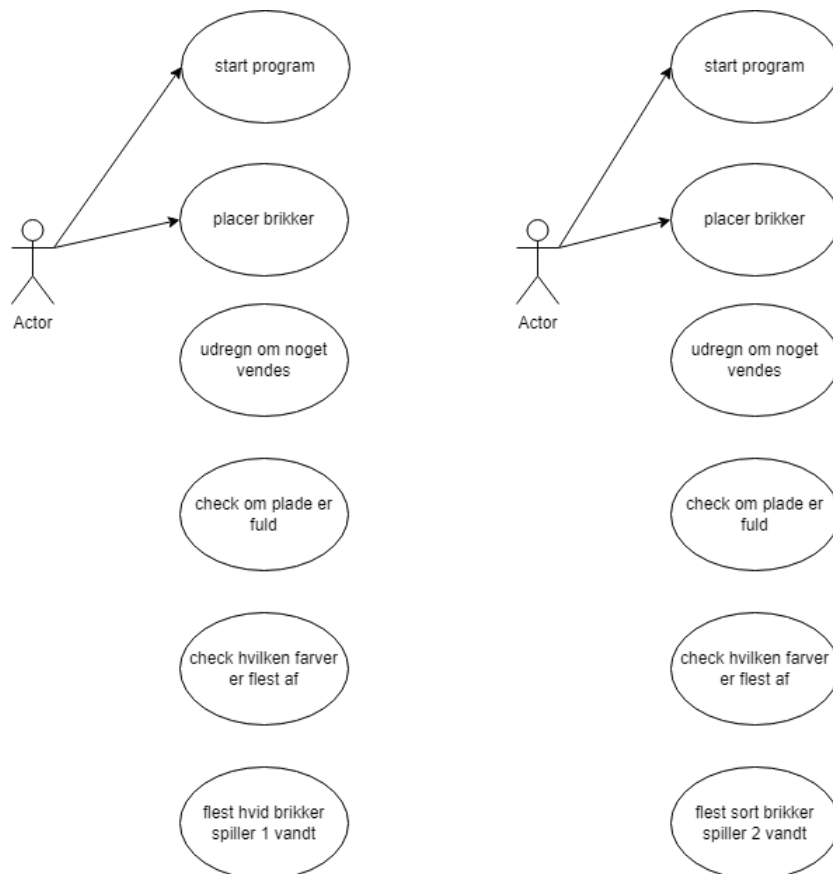 start program
placer brikker
Actor
udregn om noget
vendes
check om plade er
fuld
check hvilken farver
er flest af
flest hvid brikker
spiller 1 vandt
start program
placer brikker
Actor
udregn om noget
vendes
check om plade er
fuld
check hvilken farver
er flest af
flest sort brikker
spiller 2 vandt